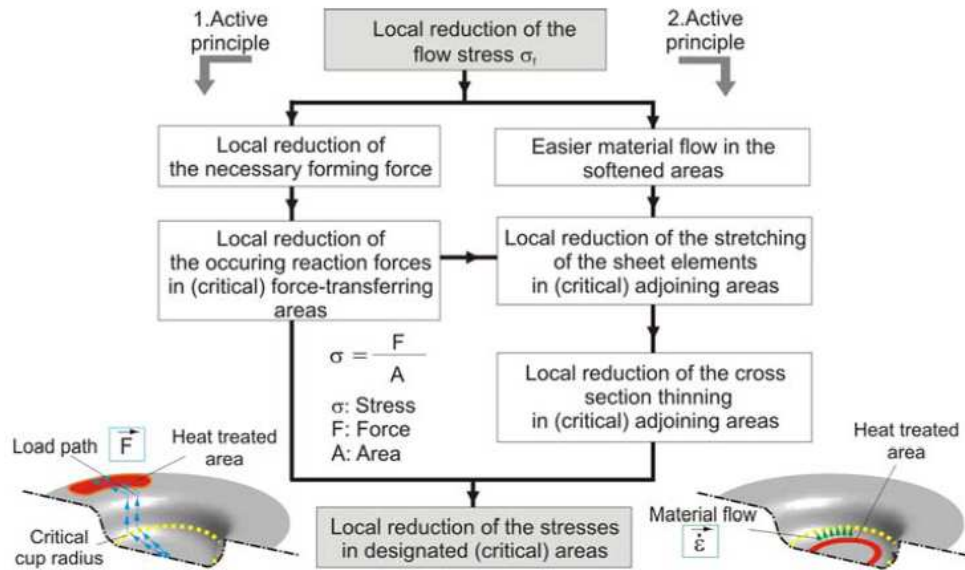 1.Active
principle
Local reduction of the
flow stress σf
2.Active
principle
Local reduction of
the necessary forming force
Easier material flow in the
softened areas
Local reduction of
the occuring reaction forces
in (critical) force-transferring
areas
Local reduction of the stretching
of the sheet elements
in (critical) adjoining areas
σ = F
A
σ: Stress
F: Force
A: Area
Local reduction of the cross
section thinning
in (critical) adjoining areas
Load path
F
Heat treated
area
Critical
cup radius
Local reduction of the stresses
in designated (critical) areas
Heat treated
area
Material flow
ε̇